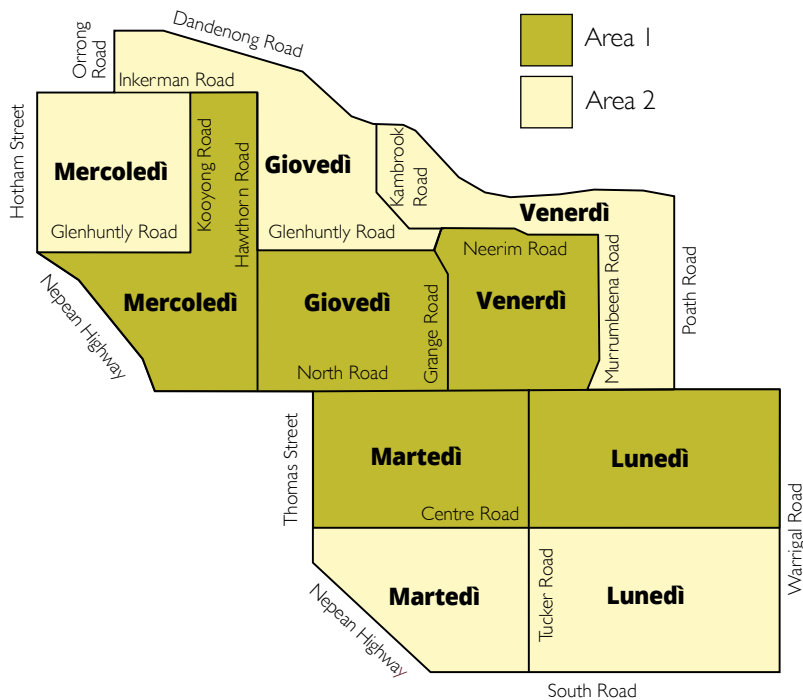 Area 1
Area 2
Dandenong Road
Orrong
Road
Inkerman Road
Hotham Street
Mercoledì
Kooyong Road
Hawthorn Road
Giovedì
Kambrook
Road
Venerdì
Glenhuntly Road
Glenhuntly Road
Neerim Road
Murrumbeena Road
Poath Road
Nepean Highway
Mercoledì
Giovedì
Grange Road
Venerdì
North Road
Thomas Street
Martedì
Lunedì
Centre Road
Warrigal Road
Nepean Highway
Martedì
Tucker Road
Lunedì
South Road